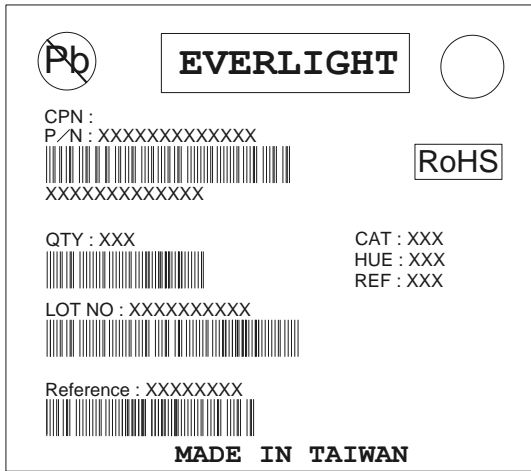 Pb
EVERLIGHT
CPN :
P/N : XXXXXXXXXXXXX
RoHS
XXXXXXXXXXXXX
QTY : XXX
CAT : XXX
HUE : XXX
REF : XXX
LOT NO : XXXXXXXXXX
Reference : XXXXXXXX
MADE IN TAIWAN